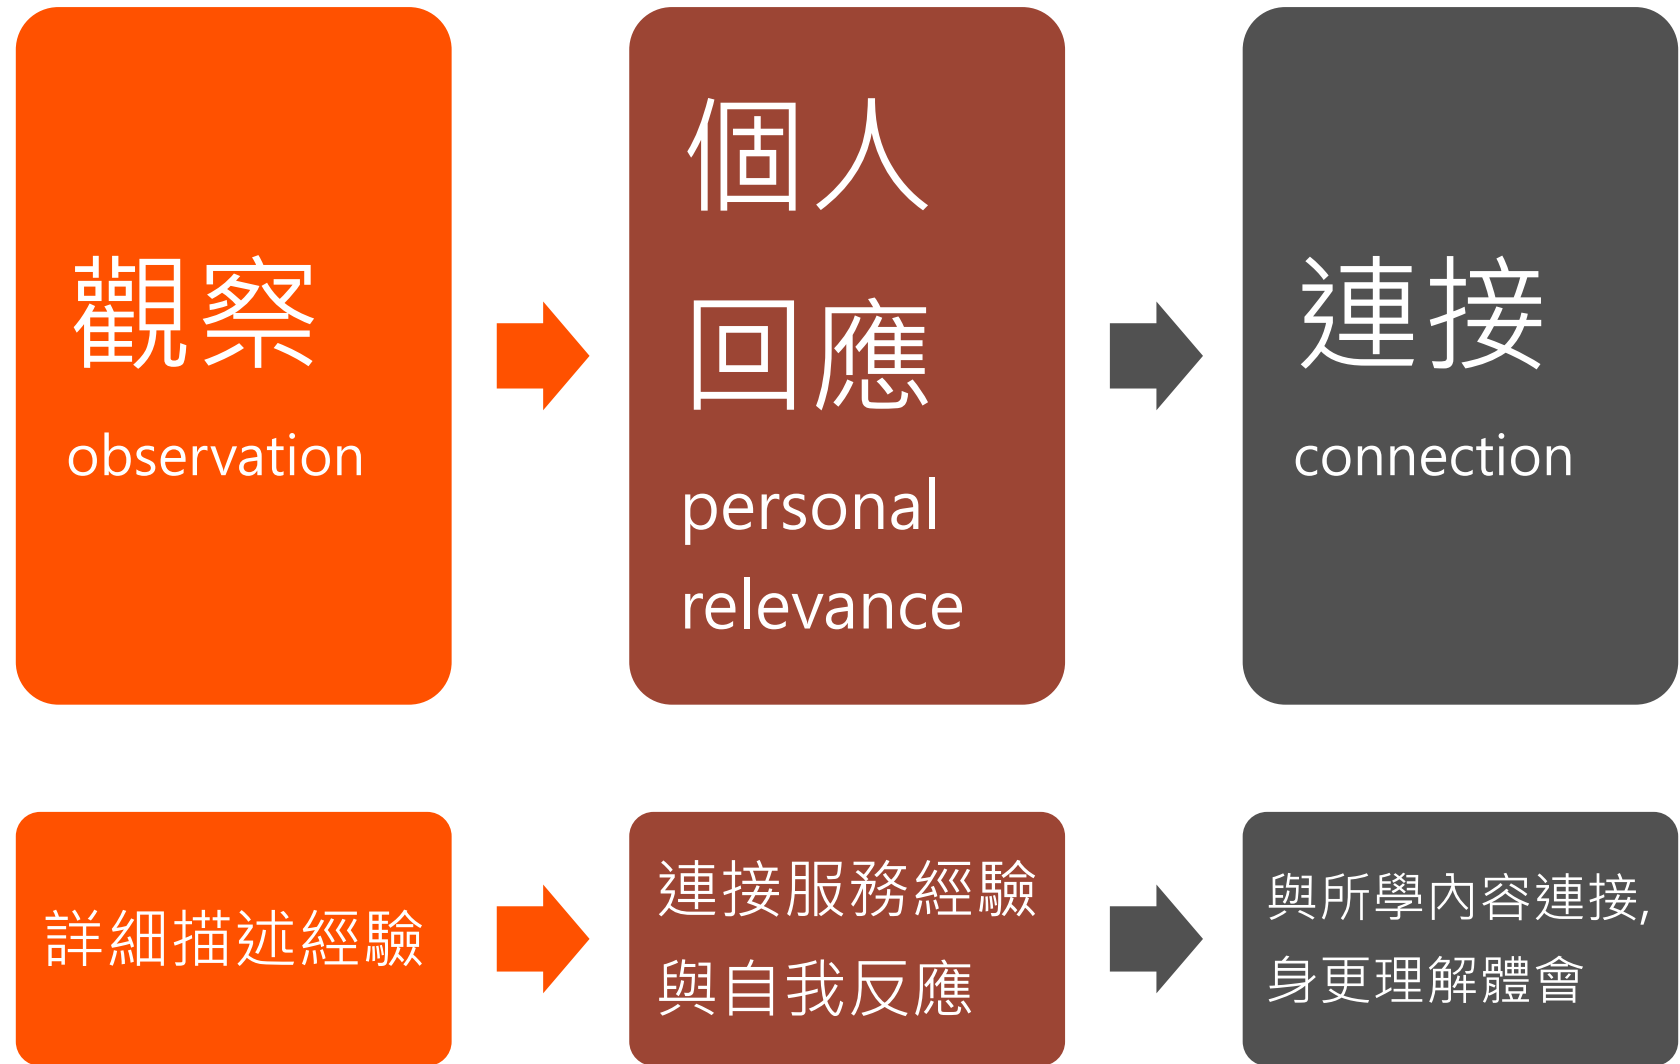 觀察
observation
個人
回應
personal
relevance
連接
connection
詳細描述經驗
連接服務經驗
與自我反應
與所學內容連接,
身更理解體會